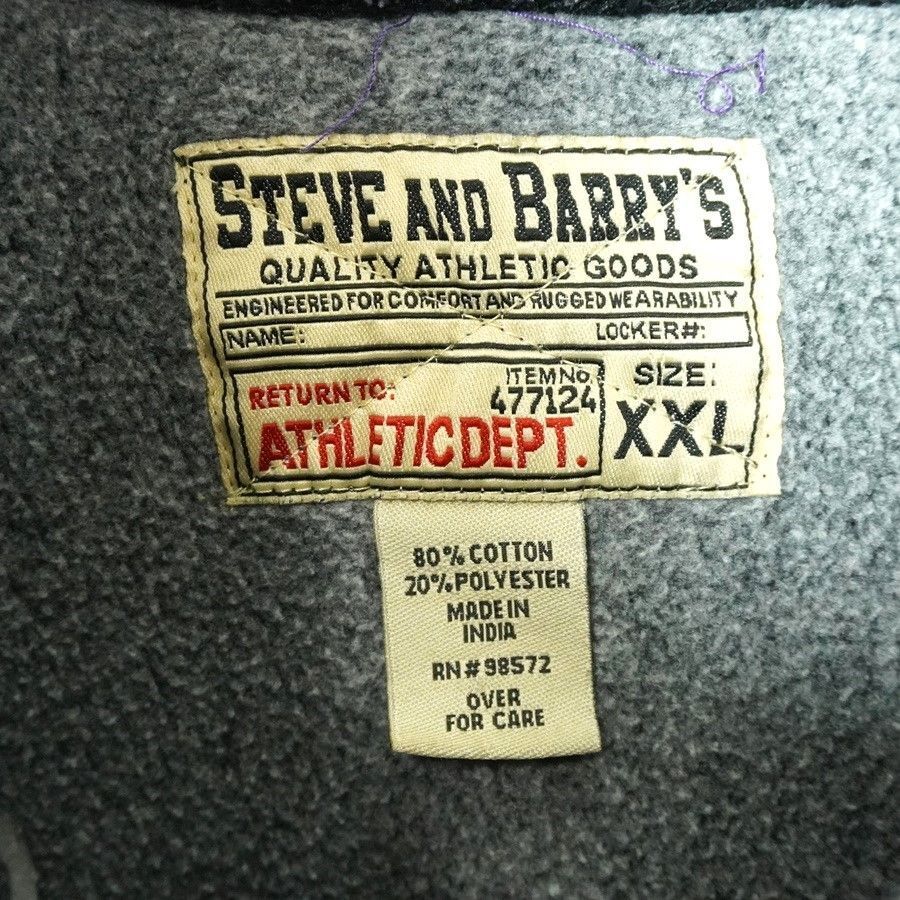 STEVE AND BARRY'S
QUALITY ATHLETIC GOODS
ENGINEERED FOR COMFORT AND RUGGED WEARABILITY
NAME: LOCKER#:
RETURN TO:
ATHLETIC DEPT.
ITEM NO.
477124
SIZE:
XXL
80% COTTON
20% POLYESTER
MADE IN
INDIA
RN# 98572
OVER
FOR CARE